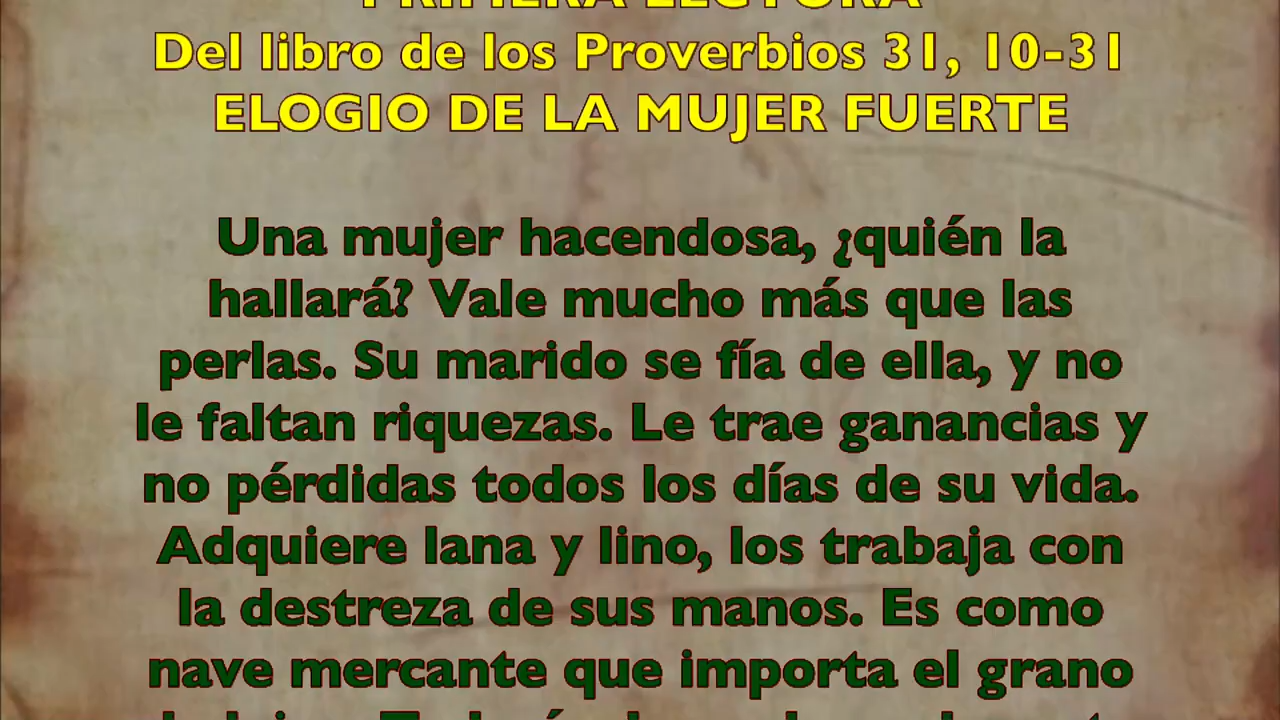 PRIMERA LECTURA
Del libro de los Proverbios 31, 10-31
ELOGIO DE LA MUJER FUERTE
Una mujer hacendosa, ¿quién la
hallará? Vale mucho más que las
perlas. Su marido se fía de ella, y no
le faltan riquezas. Le trae ganancias y
no pérdidas todos los días de su vida.
Adquiere lana y lino, los trabaja con
la destreza de sus manos. Es como
nave mercante que importa el grano